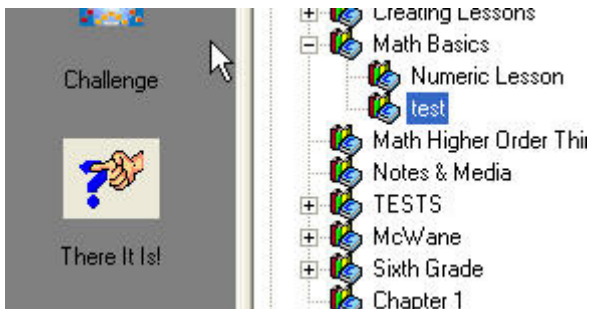 Challenge
There It Is!
Creating Lessons
Math Basics
Numeric Lesson
test
Math Higher Order Thin
Notes & Media
TESTS
McWane
Sixth Grade
Chapter 1